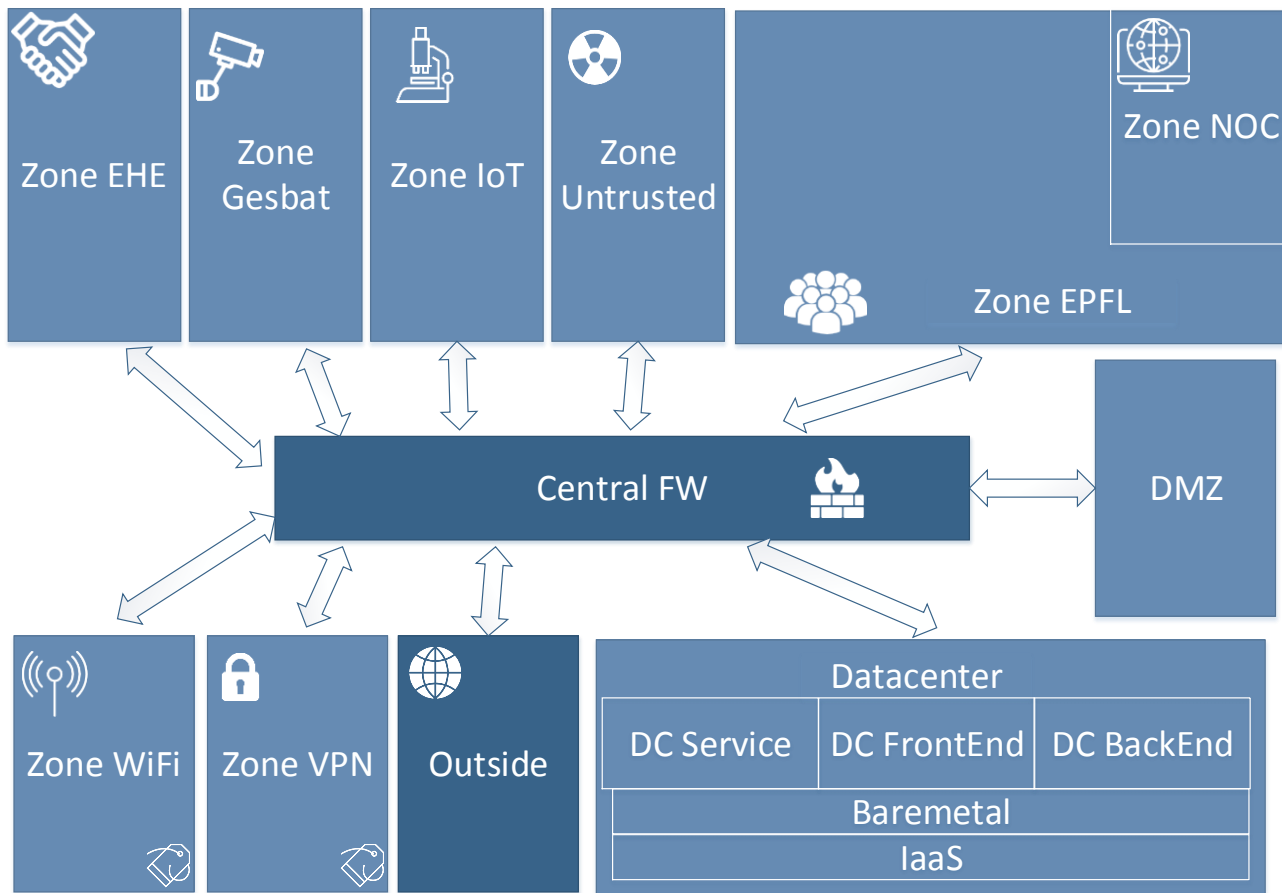 Zone EHE
Zone
Gesbat
Zone IoT
Zone
Untrusted
Zone NOC
Zone EPFL
Central FW
DMZ
Zone WiFi
Zone VPN
Outside
Datacenter
DC Service
DC FrontEnd
DC BackEnd
Baremetal
IaaS